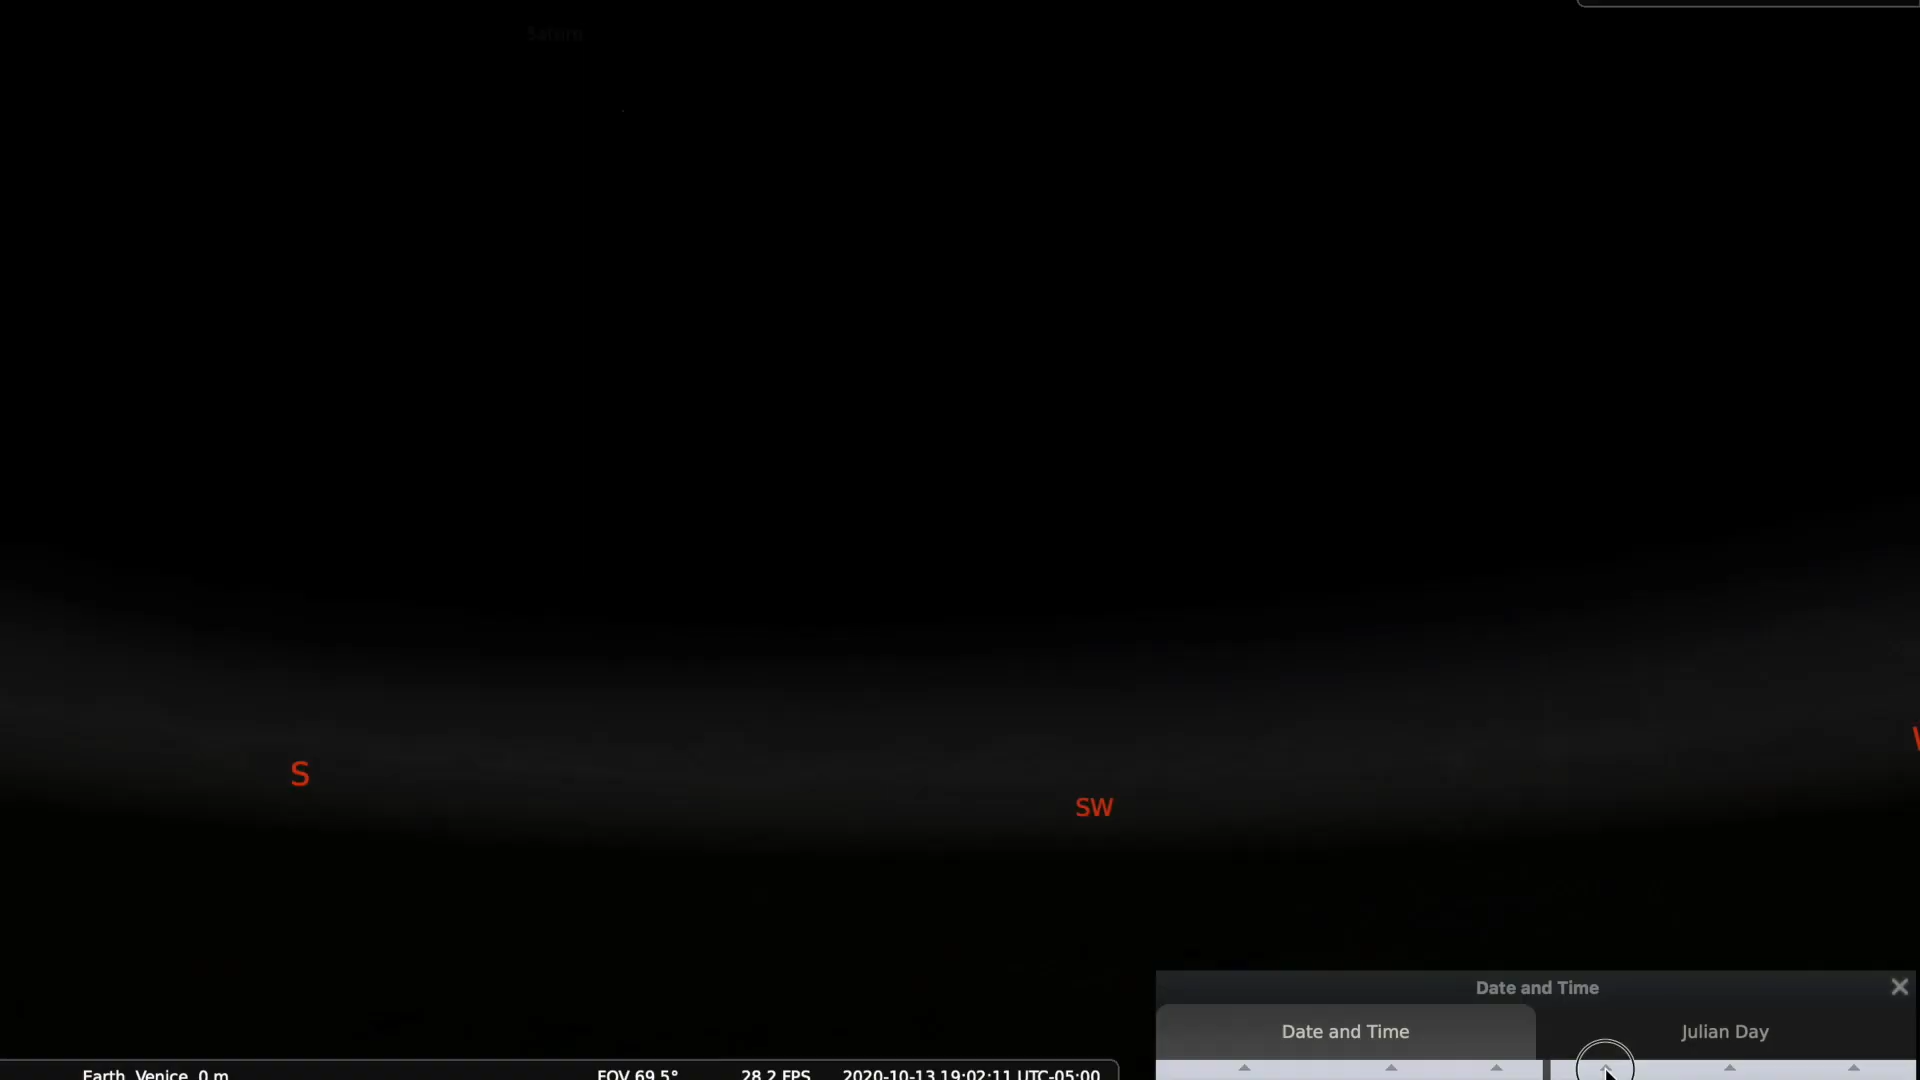 Saturn
W
S
SW
Date and Time
Date and Time Julian Day
Earth, Venice, 0 m FOV 69.5° 28.2 FPS 2020-10-13 19:02:11 UTC-05:00